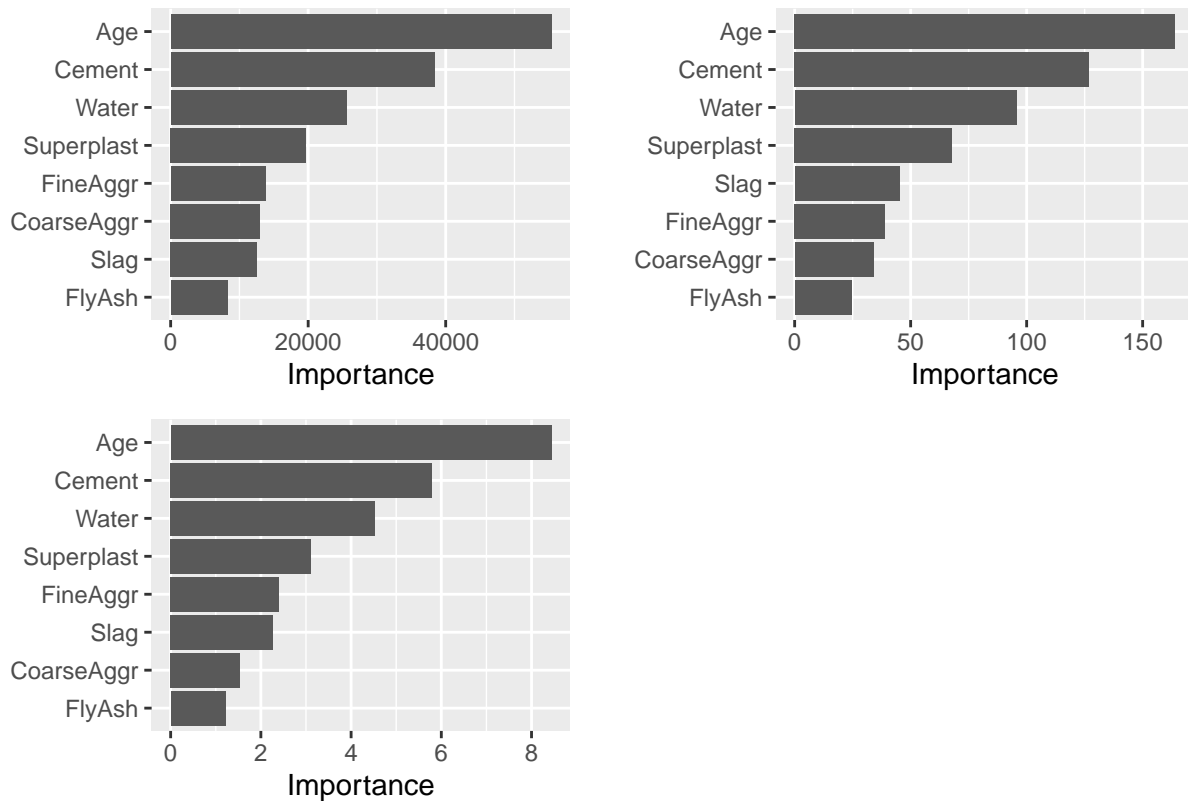 Age
Cement
Water
Superplast
FineAggr
CoarseAggr
Slag
FlyAsh
0 20000 40000
Importance
Age
Cement
Water
Superplast
Slag
FineAggr
CoarseAggr
FlyAsh
0 50 100 150
Importance
Age
Cement
Water
Superplast
FineAggr
Slag
CoarseAggr
FlyAsh
0 2 4 6 8
Importance